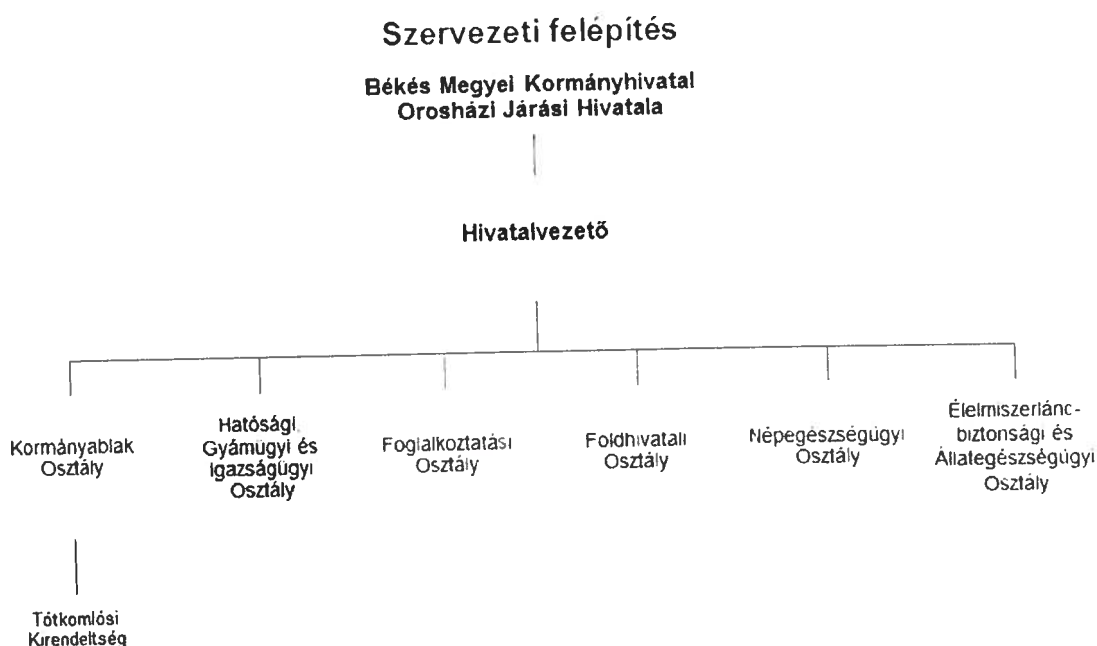 Szervezeti felépítés
Békés Megyei Kormányhivatal
Orosházi Járási Hivatala
Hivatalvezető
Kormányablak
Osztály
Hatósági
Gyámügyi és
Igazságügyi
Osztály
Foglalkoztatási
Osztály
Földhivatali
Osztály
Népegészségügyi
Osztály
Élelmiszerlánc-
biztonsági és
Állategészségügyi
Osztály
Tótkomlósi
Kirendeltség